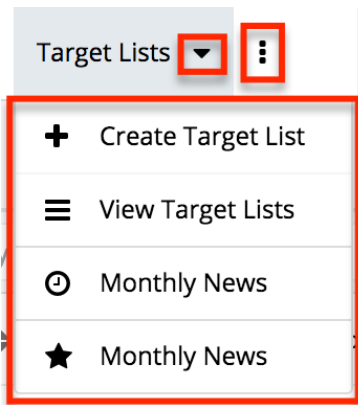 Target Lists
Create Target List
View Target Lists
Monthly News
Monthly News